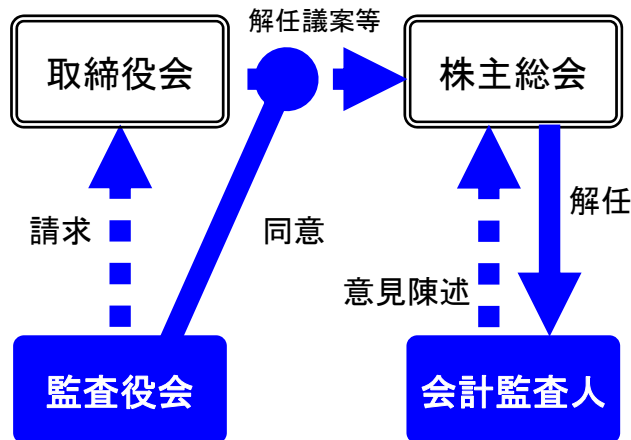 解任議案等
取締役会
株主総会
請求
同意
解任
意見陳述
監査役会
会計監査人